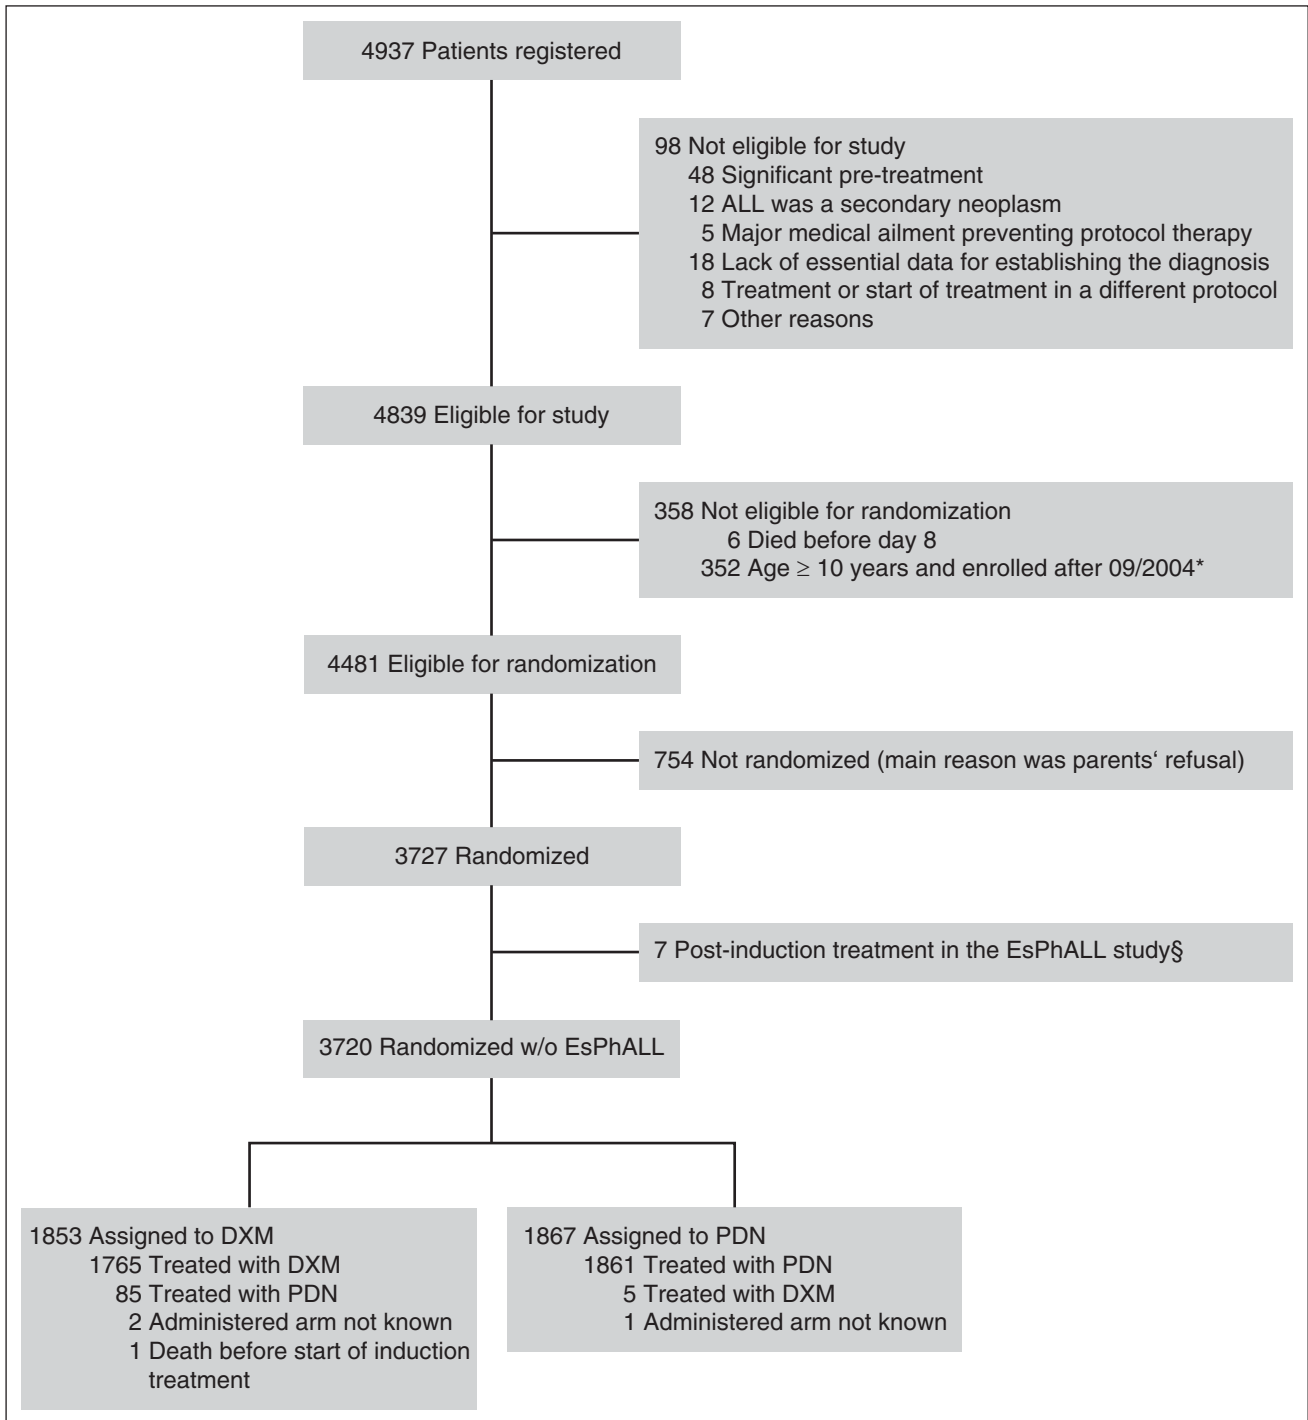 4937 Patients registered
98 Not eligible for study
48 Significant pre-treatment
12 ALL was a secondary neoplasm
5 Major medical ailment preventing protocol therapy
18 Lack of essential data for establishing the diagnosis
8 Treatment or start of treatment in a different protocol
7 Other reasons
4839 Eligible for study
358 Not eligible for randomization
6 Died before day 8
352 Age ≥ 10 years and enrolled after 09/2004*
4481 Eligible for randomization
754 Not randomized (main reason was parents‘ refusal)
3727 Randomized
7 Post-induction treatment in the EsPhALL study§
3720 Randomized w/o EsPhALL
1853 Assigned to DXM
1765 Treated with DXM
85 Treated with PDN
2 Administered arm not known
1 Death before start of induction
treatment
1867 Assigned to PDN
1861 Treated with PDN
5 Treated with DXM
1 Administered arm not known